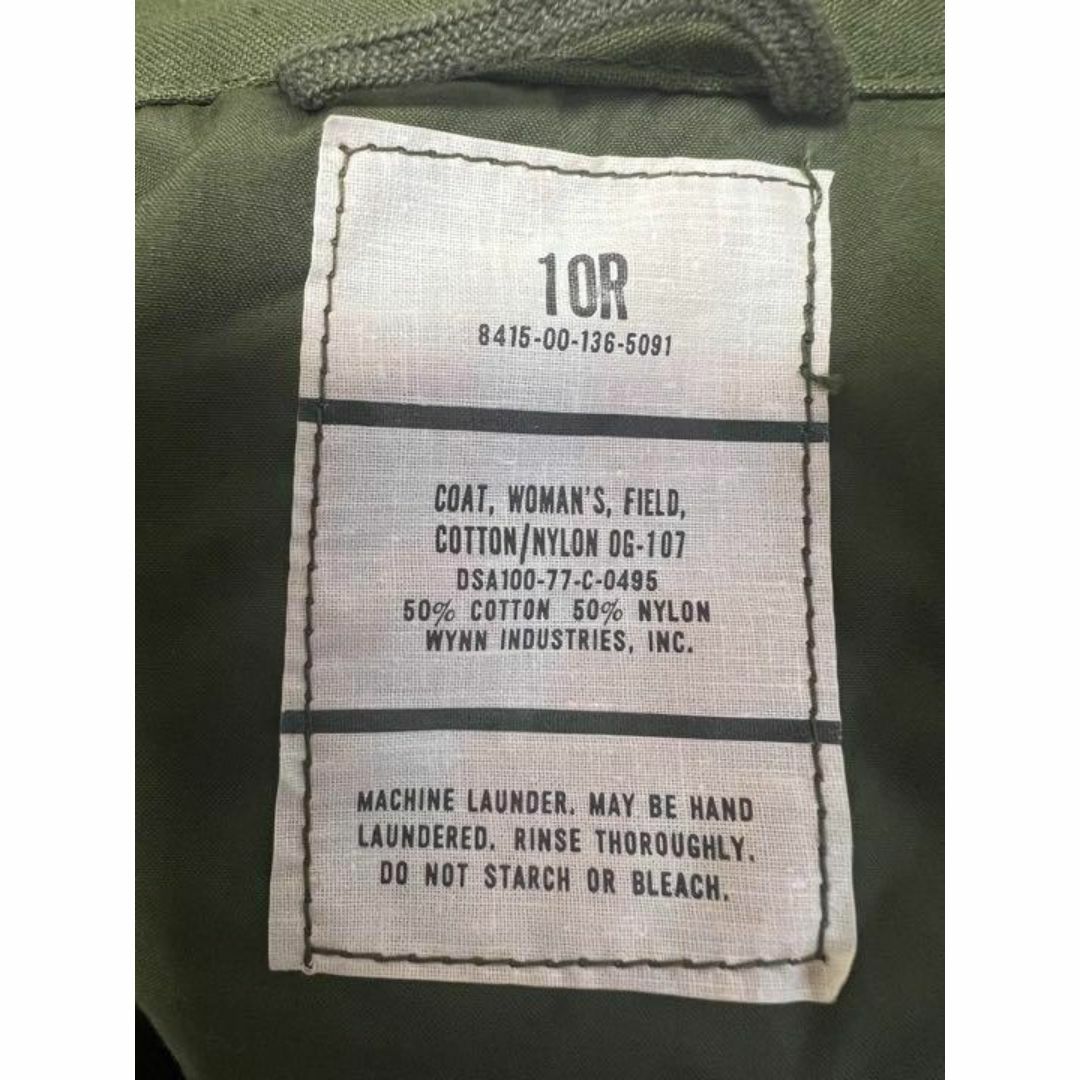 10R
8415-00-136-5091
COAT, WOMAN'S, FIELD,
COTTON/NYLON OG-107
DSA100-77-C-0495
50% COTTON 50% NYLON
WYNN INDUSTRIES, INC.
MACHINE LAUNDER. MAY BE HAND
LAUNDERED. RINSE THOROUGHLY.
DO NOT STARCH OR BLEACH.